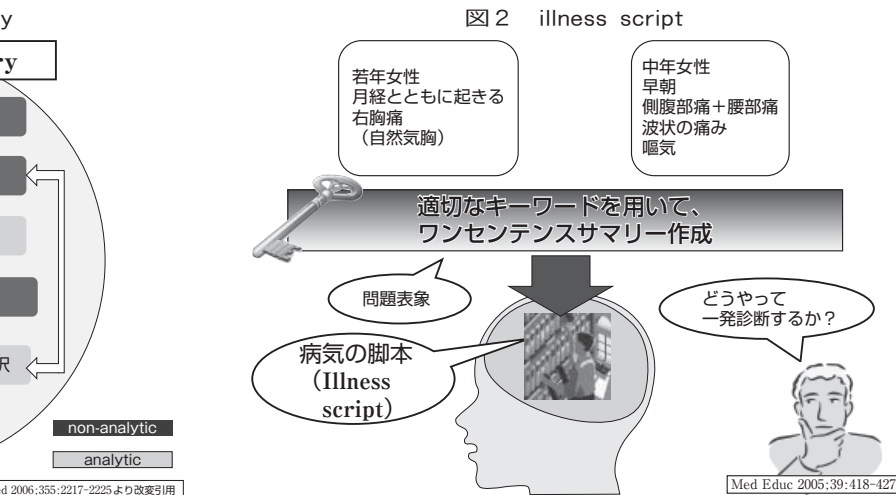 y
ry
沢
non-analytic
analytic
ed 2006;355:2217-2225より改変引用
図2 illness script
若年女性
月経とともに起きる
右胸痛
(自然気胸)
中年女性
早朝
側腹部痛+腰部痛
波状の痛み
嘔気
適切なキーワードを用いて、
ワンセンテンスサマリー作成
問題表象
どうやって
一発診断するか?
病気の脚本
(Illness
script)
Med Educ 2005;39:418-427